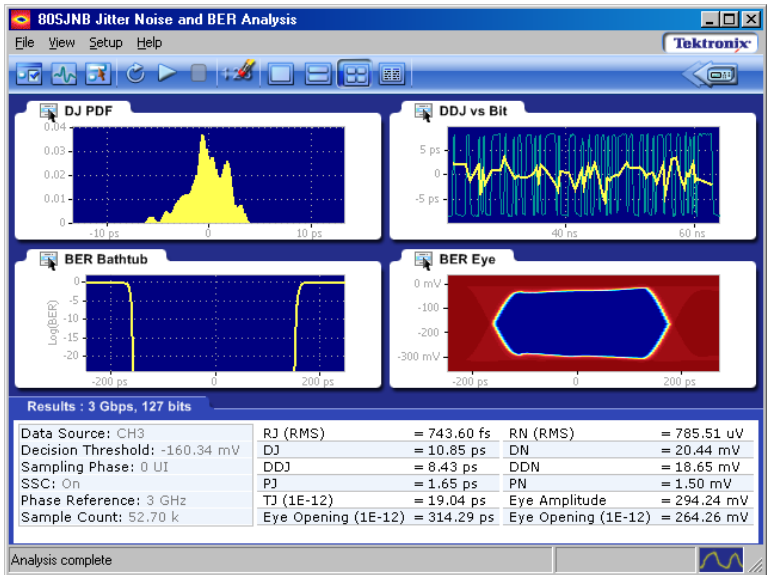 80SJNB Jitter Noise and BER Analysis
File View Setup Help
Tektronix
DJ PDF
0.04
0.03
0.02
0.01
0
-10 ps 0 10 ps
DDJ vs Bit
5 ps
0
-5 ps
40 ns 60 ns
BER Bathtub
Log(BER)
0
-5
-10
-15
-20
-200 ps 0 200 ps
BER Eye
0 mV
-100
-200
-300 mV
-200 ps 0 200 ps
Results : 3 Gbps, 127 bits
Data Source: CH3
Decision Threshold: -160.34 mV
Sampling Phase: 0 UI
SSC: On
Phase Reference: 3 GHz
Sample Count: 52.70 k
RJ (RMS) = 743.60 fs
DJ = 10.85 ps
DDJ = 8.43 ps
PJ = 1.65 ps
TJ (1E-12) = 19.04 ps
Eye Opening (1E-12) = 314.29 ps
RN (RMS) = 785.51 uV
DN = 20.44 mV
DDN = 18.65 mV
PN = 1.50 mV
Eye Amplitude = 294.24 mV
Eye Opening (1E-12) = 264.26 mV
Analysis complete